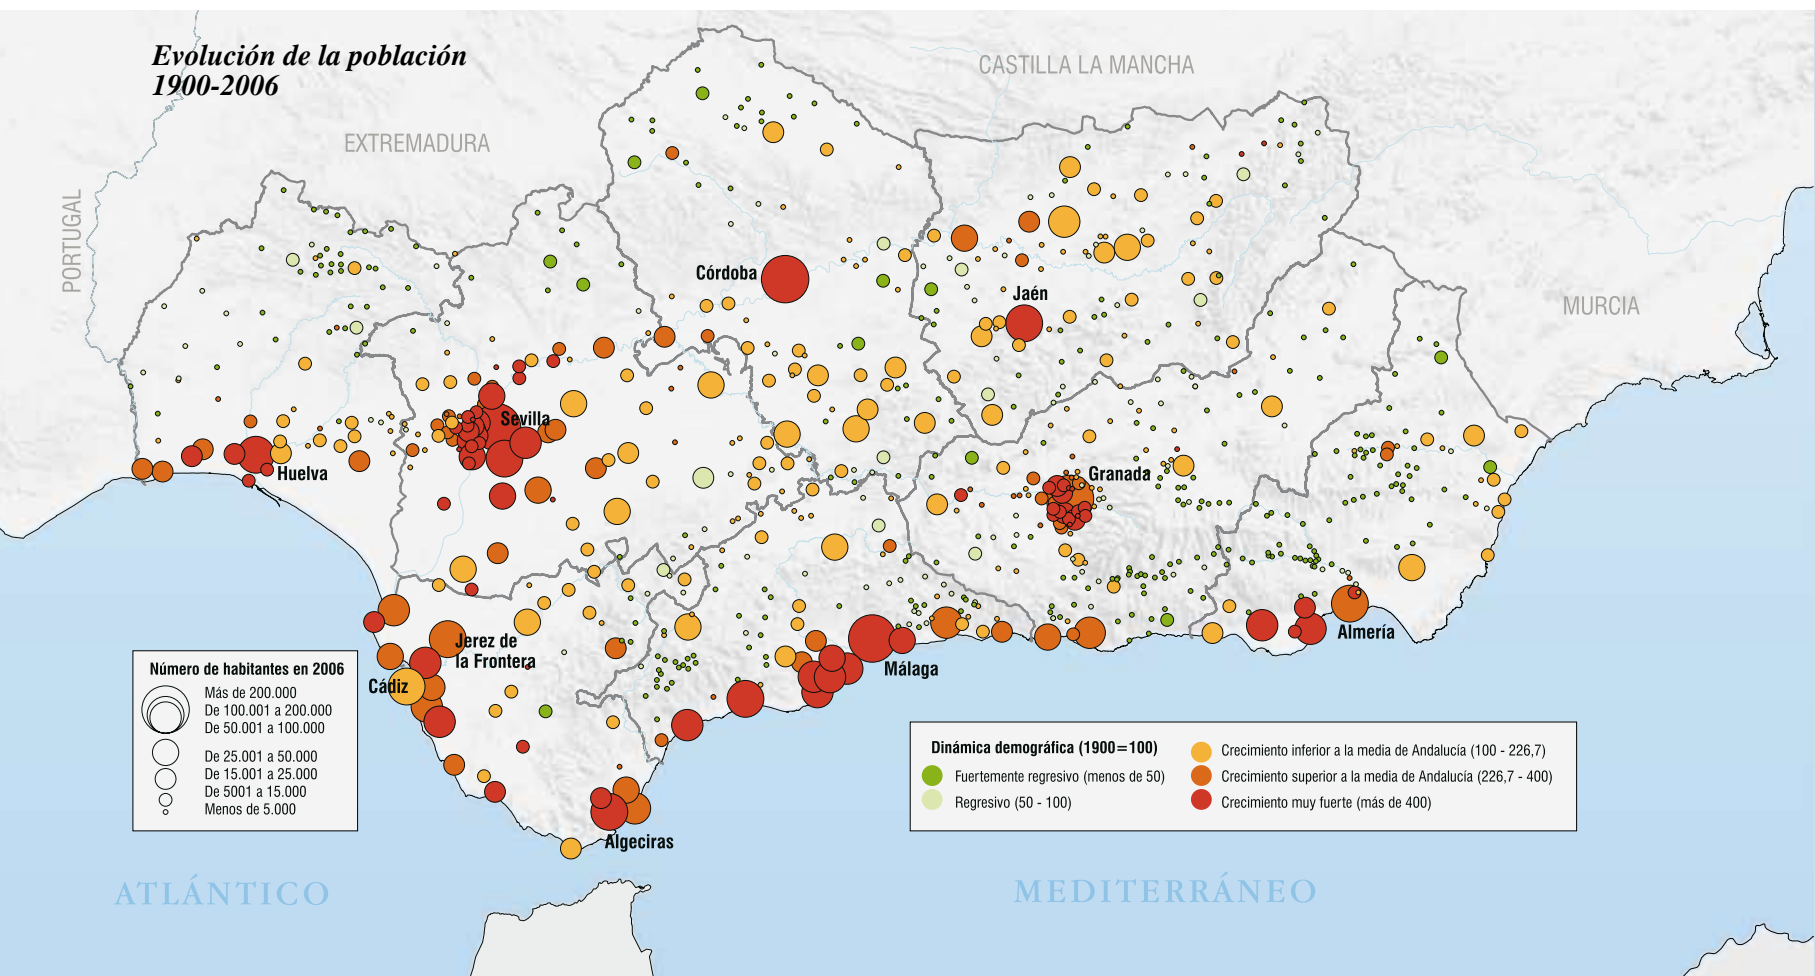 Evolución de la población
1900-2006
CASTILLA LA MANCHA
EXTREMADURA
PORTUGAL
MURCIA
Córdoba
Jaén
Sevilla
Huelva
Granada
Almería
Jerez de
la Frontera
Cádiz
Málaga
Algeciras
Número de habitantes en 2006
Más de 200.000
De 100.001 a 200.000
De 50.001 a 100.000
De 25.001 a 50.000
De 15.001 a 25.000
De 5001 a 15.000
Menos de 5.000
Dinámica demográfica (1900=100)
Fuertemente regresivo (menos de 50)
Regresivo (50 - 100)
Crecimiento inferior a la media de Andalucía (100 - 226,7)
Crecimiento superior a la media de Andalucía (226,7 - 400)
Crecimiento muy fuerte (más de 400)
ATLÁNTICO
MEDITERRÁNEO